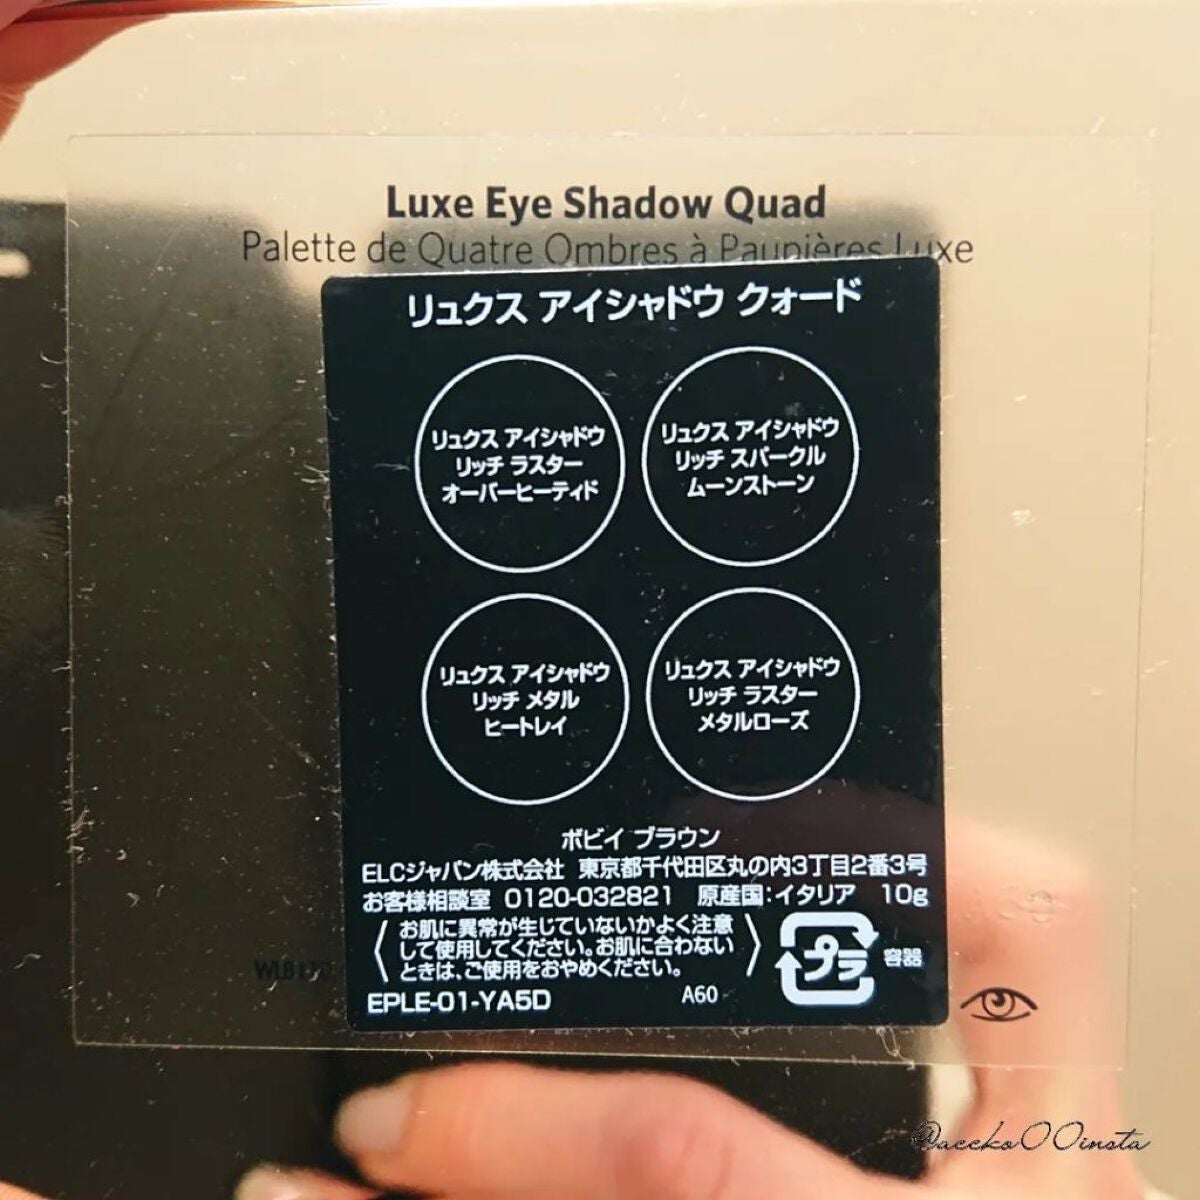 Luxe Eye Shadow Quad
Palette de Quatre Ombres à Paupières Luxe
リュクス アイシャドウ クォード
リュクス アイシャドウ
リッチ ラスター
オーバーヒーティド
リュクス アイシャドウ
リッチ スパークル
ムーンストーン
リュクス アイシャドウ
リッチ メタル
ヒートレイ
リュクス アイシャドウ
リッチ ラスター
メタルローズ
ボビイ ブラウン
ELCジャパン株式会社 東京都千代田区丸の内3丁目2番3号
お客様相談室 0120-032821 原産国:イタリア 10g
お肌に異常が生じていないかよく注意
して使用してください。お肌に合わない
ときは、ご使用をおやめください。
プラ
容器
EPLE-01-YA5D A60
@aecko00insta